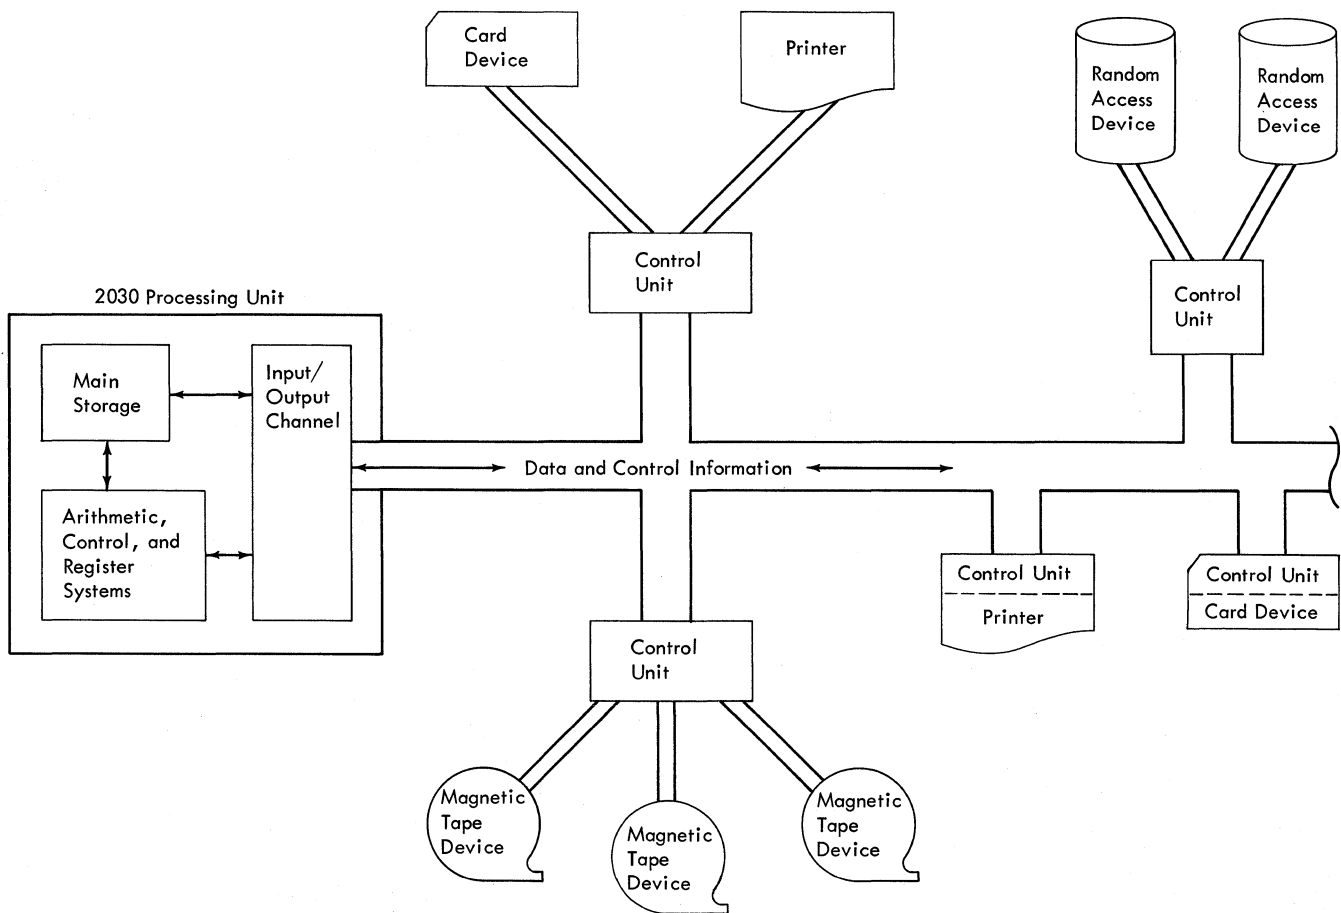 Card
Device
Printer
Random
Access
Device
Random
Access
Device
Control
Unit
Control
Unit
2030 Processing Unit
Main
Storage
Input/
Output
Channel
Data and Control Information
Arithmetic,
Control, and
Register
Systems
Control Unit
Printer
Control Unit
Card Device
Control
Unit
Magnetic
Tape
Device
Magnetic
Tape
Device
Magnetic
Tape
Device